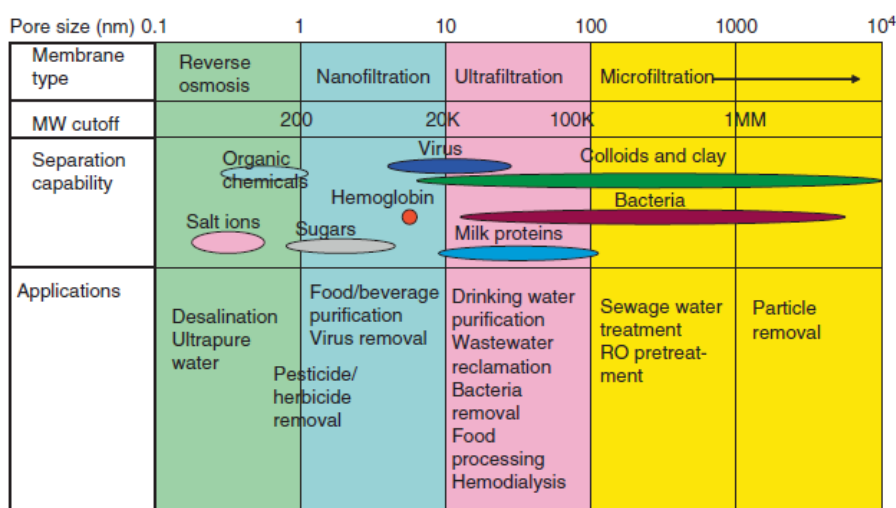 Pore size (nm) 0.1 1 10 100 1000 10⁴
Membrane type
Reverse osmosis
Nanofiltration
Ultrafiltration
Microfiltration
MW cutoff 200 20K 100K 1MM
Separation capability
Organic chemicals
Virus
Colloids and clay
Hemoglobin
Bacteria
Salt ions
Sugars
Milk proteins
Applications
Desalination
Ultrapure
water
Food/beverage
purification
Virus removal
Pesticide/
herbicide
removal
Drinking water
purification
Wastewater
reclamation
Bacteria
removal
Food
processing
Hemodialysis
Sewage water
treatment
RO pretreat-
ment
Particle
removal